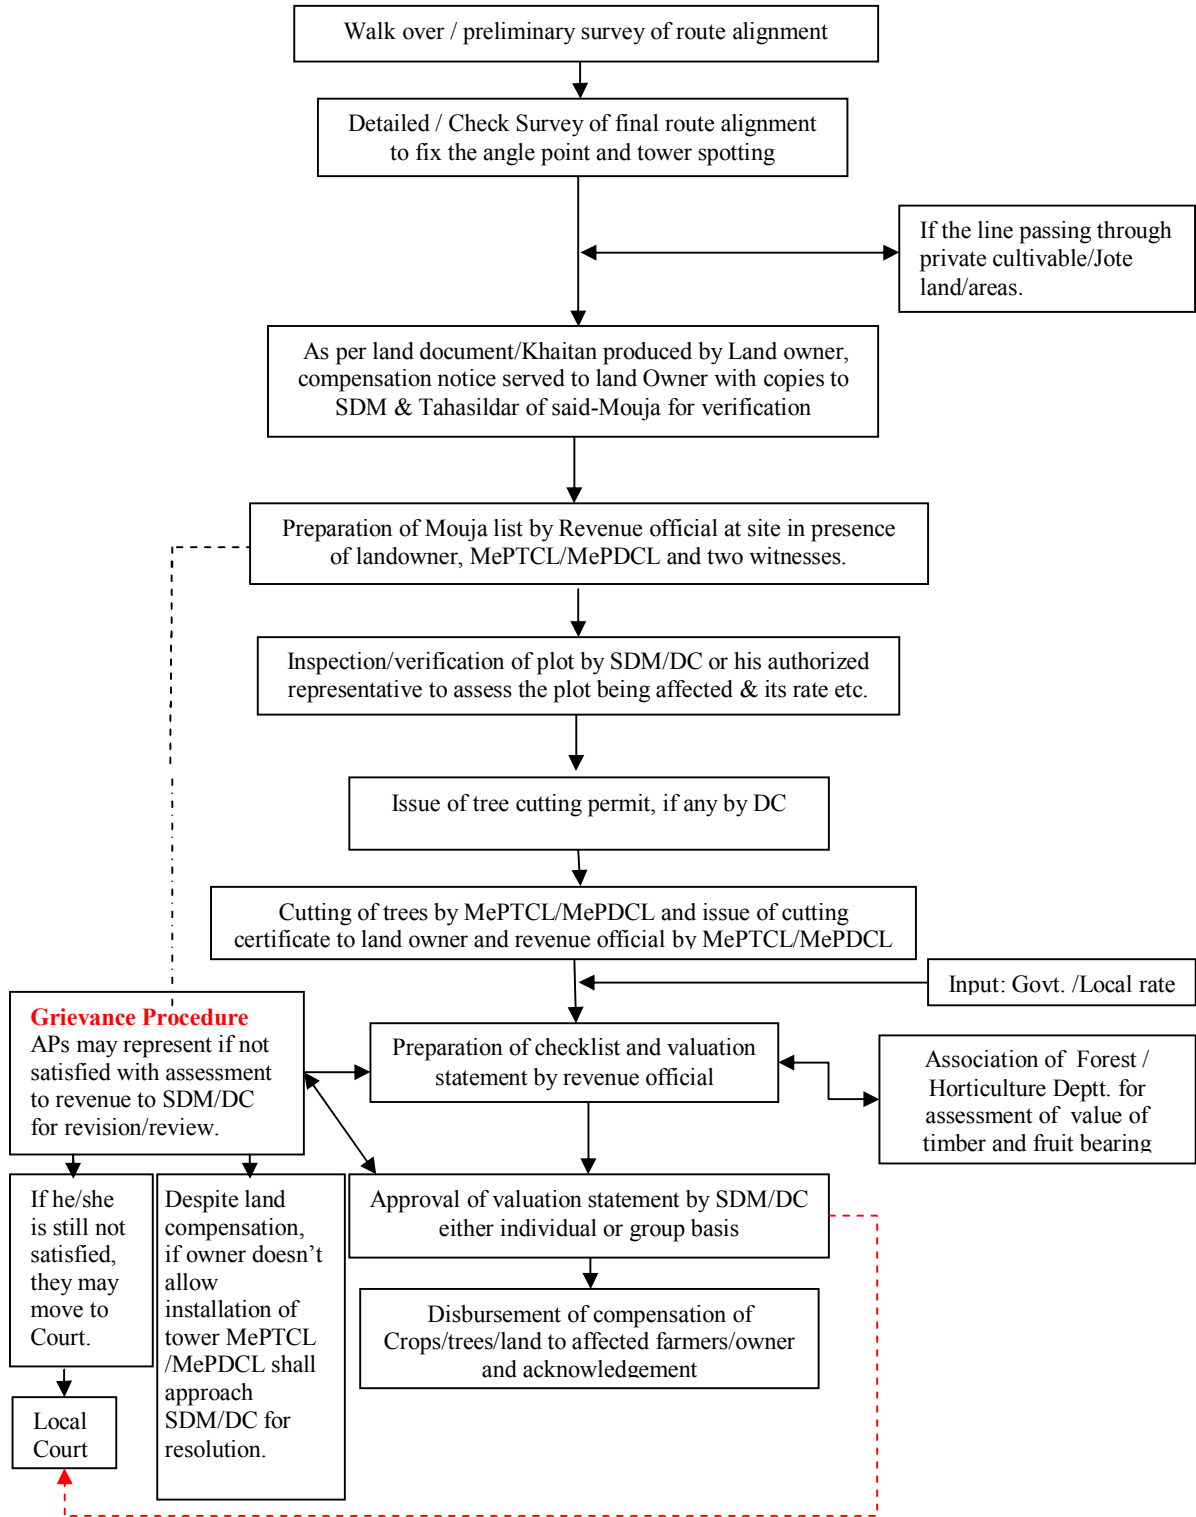 Walk over / preliminary survey of route alignment
Detailed / Check Survey of final route alignment
to fix the angle point and tower spotting
If the line passing through
private cultivable/Jote
land/areas.
As per land document/Khaitan produced by Land owner,
compensation notice served to land Owner with copies to
SDM & Tahasildar of said-Mouja for verification
Preparation of Mouja list by Revenue official at site in presence
of landowner, MePTCL/MePDCL and two witnesses.
Inspection/verification of plot by SDM/DC or his authorized
representative to assess the plot being affected & its rate etc.
Issue of tree cutting permit, if any by DC
Cutting of trees by MePTCL/MePDCL and issue of cutting
certificate to land owner and revenue official by MePTCL/MePDCL
Input: Govt. /Local rate
Grievance Procedure
APs may represent if not
satisfied with assessment
to revenue to SDM/DC
for revision/review.
Preparation of checklist and valuation
statement by revenue official
Association of Forest /
Horticulture Deptt. for
assessment of value of
timber and fruit bearing
If he/she
is still not
satisfied,
they may
move to
Court.
Despite land
compensation,
if owner doesn't
allow
installation of
tower MePTCL
/MePDCL shall
approach
SDM/DC for
resolution.
Approval of valuation statement by SDM/DC
either individual or group basis
Disbursement of compensation of
Crops/trees/land to affected farmers/owner
and acknowledgement
Local
Court